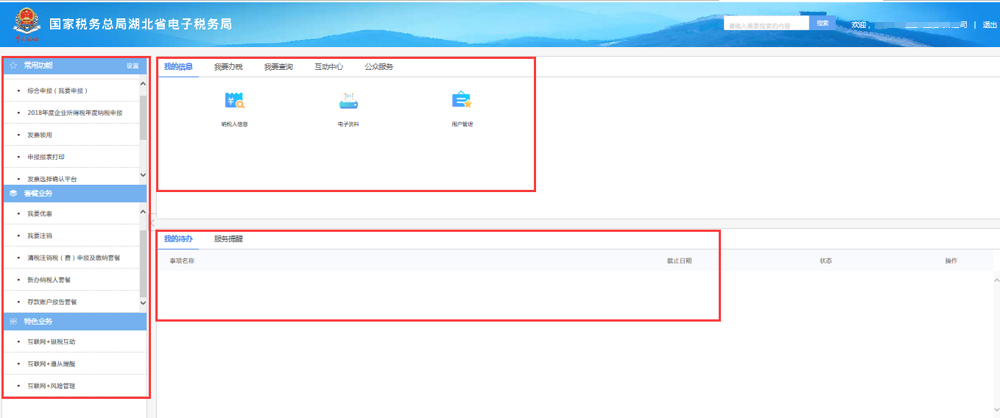 国家税务总局湖北省电子税务局
请输入需要搜索的内容
搜索
欢迎，
司 | 退出
常用功能 设置
综合申报（我要申报）
2018年度企业所得税年度纳税申报
发票领用
申报报表打印
发票选择确认平台
套餐业务
我要优惠
我要注销
清税注销税（费）申报及缴纳套餐
新办纳税人套餐
存款账户报告套餐
特色业务
互联网+银税互动
互联网+遵从提醒
互联网+风险管理
我的信息 我要办税 我要查询 互动中心 公众服务
纳税人信息 电子资料 用户管理
我的待办 服务提醒
事项名称 截止日期 状态 操作